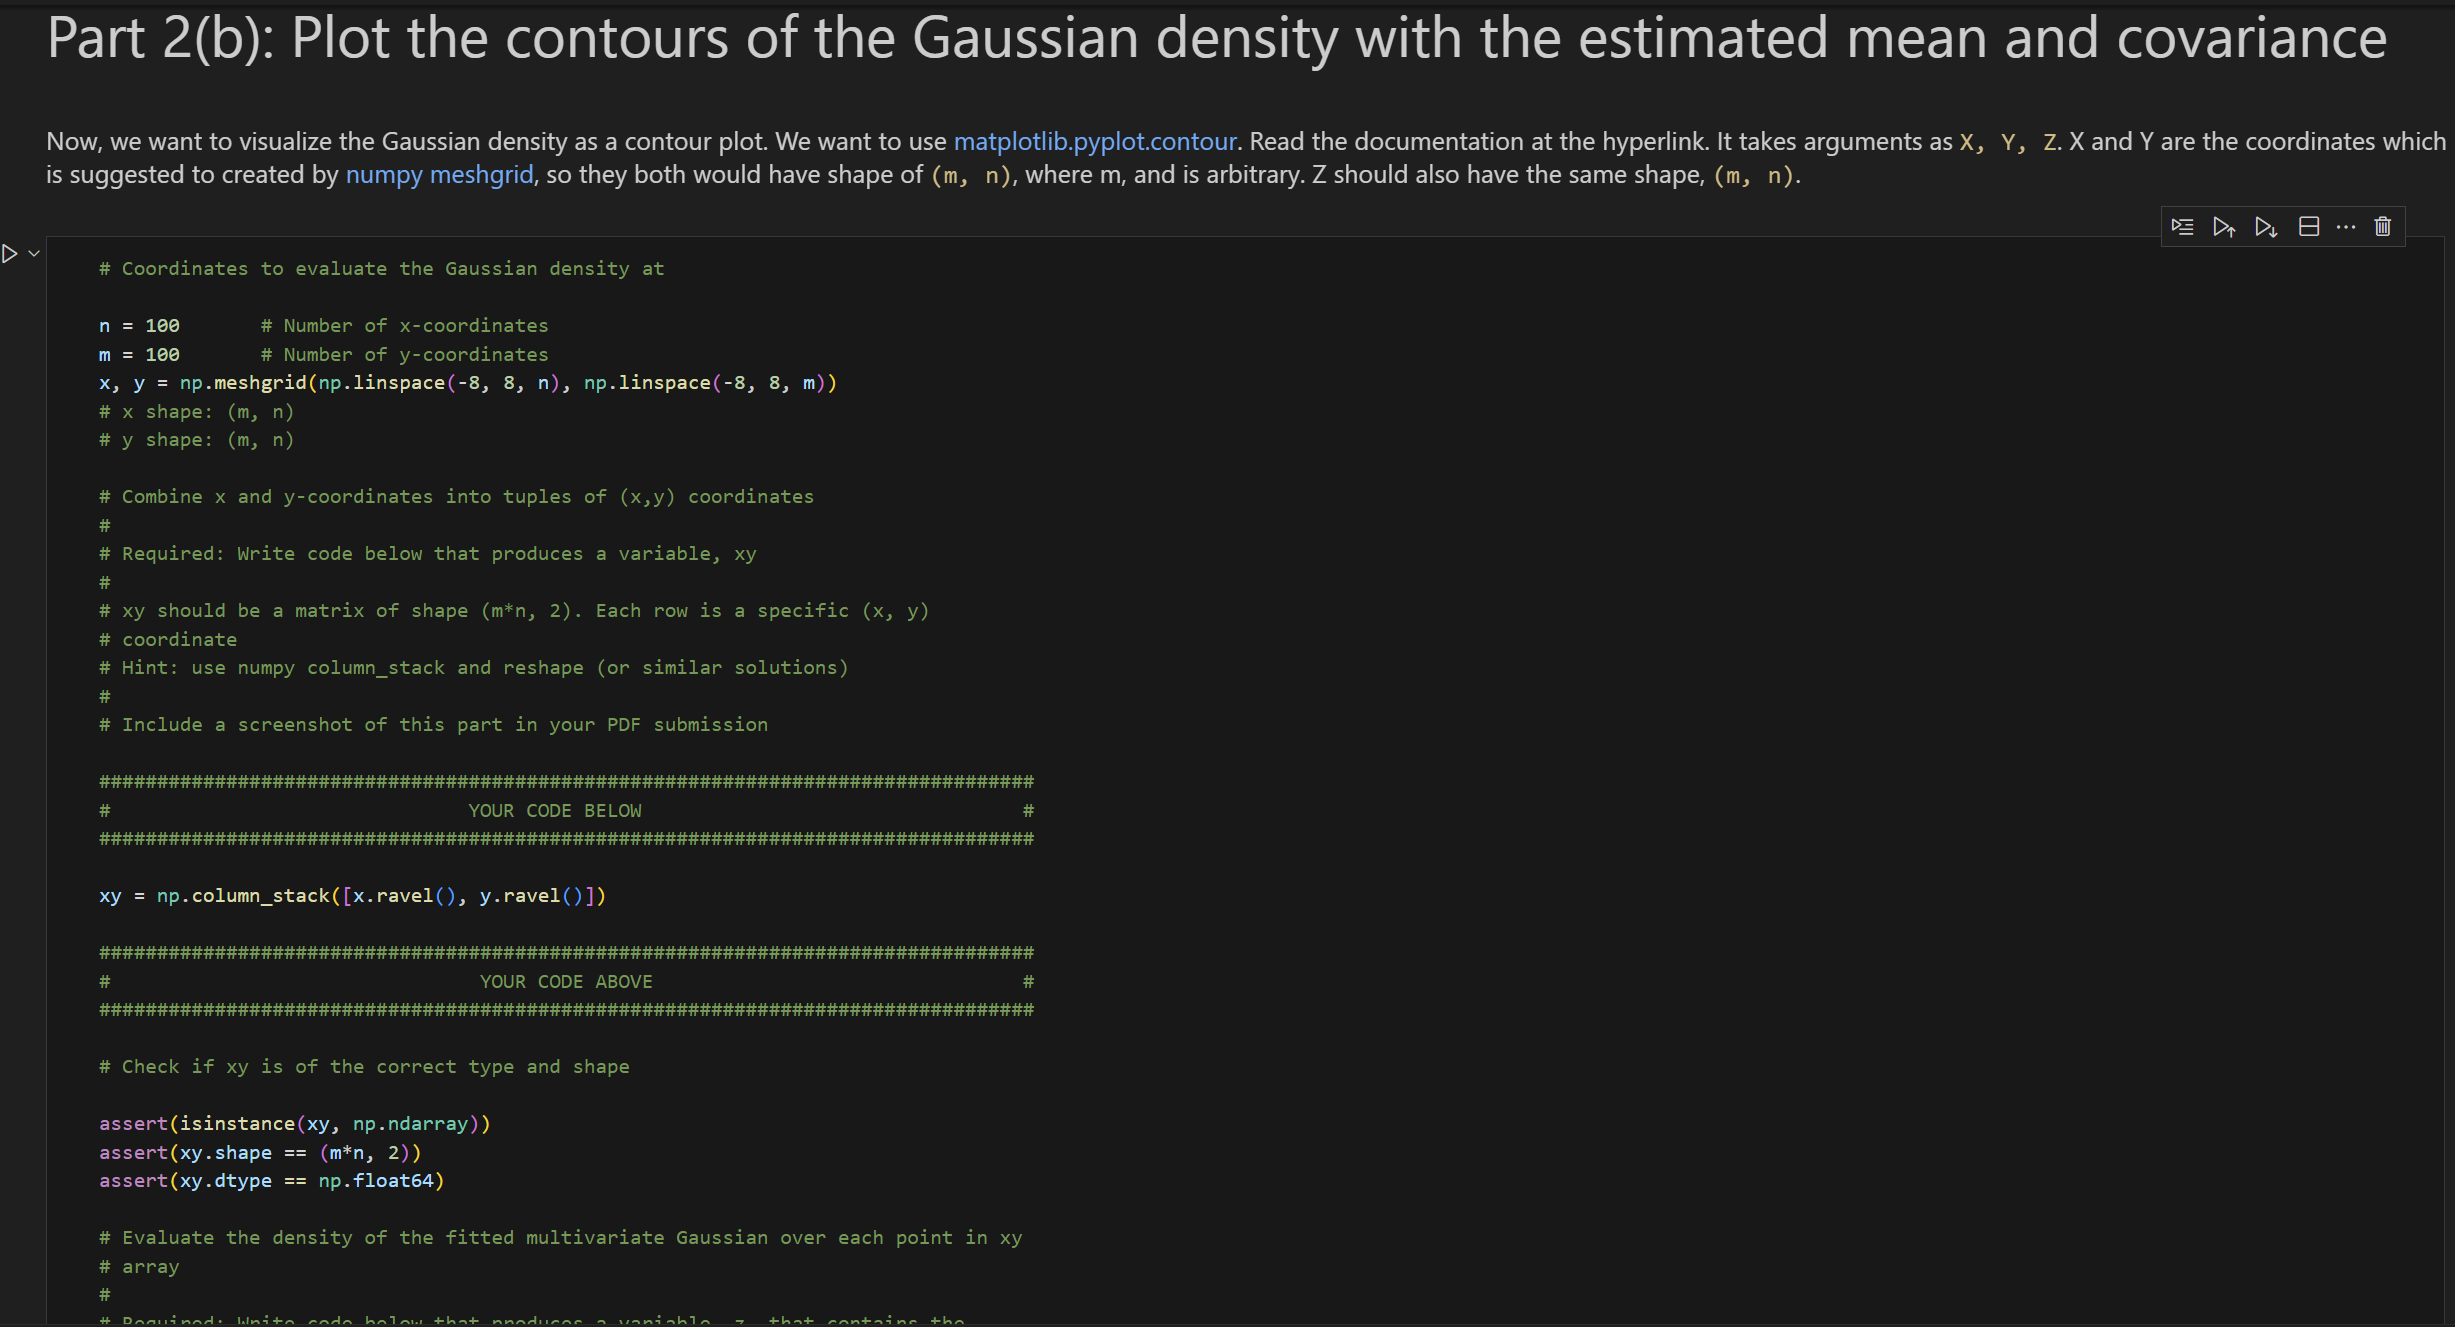 Part 2(b): Plot the contours of the Gaussian density with the estimated mean and covariance
Now, we want to visualize the Gaussian density as a contour plot. We want to use matplotlib.pyplot.contour. Read the documentation at the hyperlink. It takes arguments as X, Y, Z. X and Y are the coordinates which
is suggested to created by numpy meshgrid, so they both would have shape of (m, n), where m, and is arbitrary. Z should also have the same shape, (m, n).
# Coordinates to evaluate the Gaussian density at
n = 100       # Number of x-coordinates
m = 100       # Number of y-coordinates
x, y = np.meshgrid(np.linspace(-8, 8, n), np.linspace(-8, 8, m))
# x shape: (m, n)
# y shape: (m, n)
# Combine x and y-coordinates into tuples of (x,y) coordinates
#
# Required: Write code below that produces a variable, xy
#
# xy should be a matrix of shape (m*n, 2). Each row is a specific (x, y)
# coordinate
# Hint: use numpy column_stack and reshape (or similar solutions)
#
# Include a screenshot of this part in your PDF submission
#################################################################################
#                               YOUR CODE BELOW                                 #
#################################################################################
xy = np.column_stack([x.ravel(), y.ravel()])
#################################################################################
#                                YOUR CODE ABOVE                                #
#################################################################################
# Check if xy is of the correct type and shape
assert(isinstance(xy, np.ndarray))
assert(xy.shape == (m*n, 2))
assert(xy.dtype == np.float64)
# Evaluate the density of the fitted multivariate Gaussian over each point in xy
# array
#
# Required: Write code below that produces a variable, z, that contains the